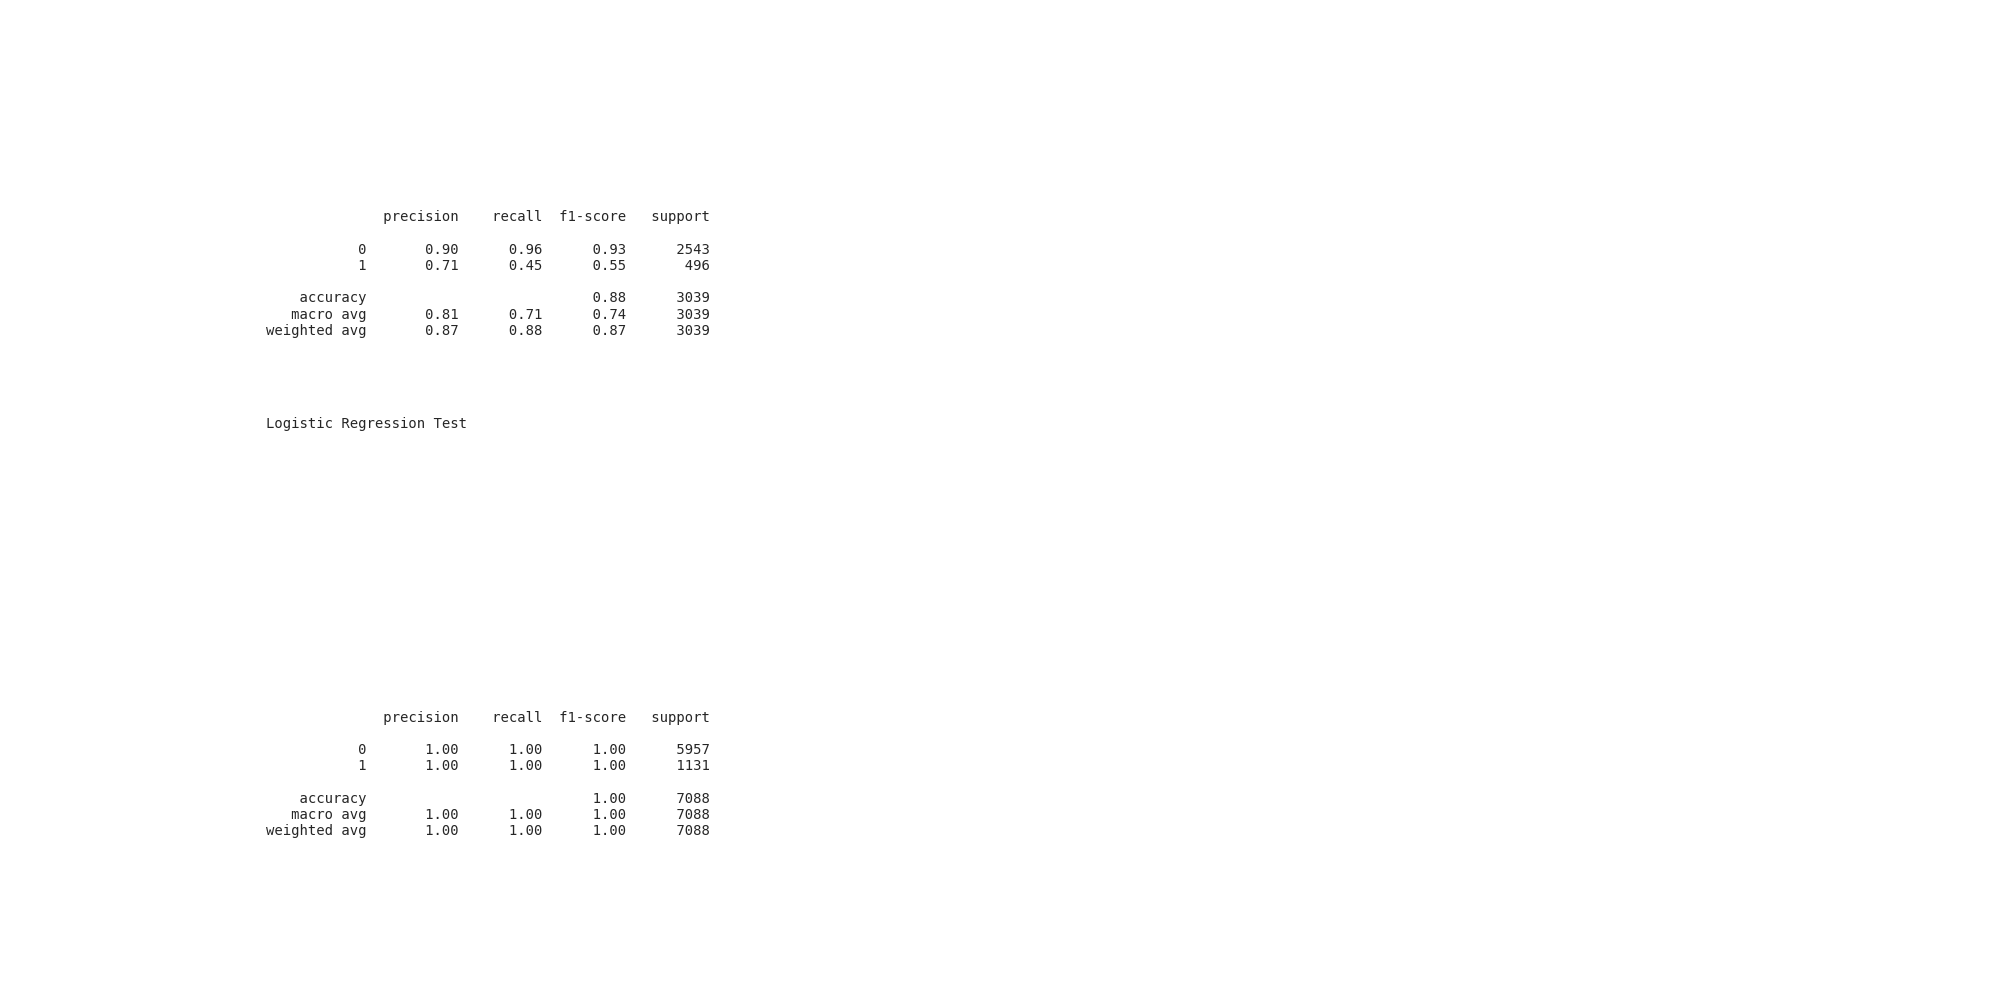 precision    recall  f1-score   support
0       0.90      0.96      0.93      2543
1       0.71      0.45      0.55       496
accuracy                           0.88      3039
macro avg       0.81      0.71      0.74      3039
weighted avg       0.87      0.88      0.87      3039
Logistic Regression Test
precision    recall  f1-score   support
0       1.00      1.00      1.00      5957
1       1.00      1.00      1.00      1131
accuracy                           1.00      7088
macro avg       1.00      1.00      1.00      7088
weighted avg       1.00      1.00      1.00      7088